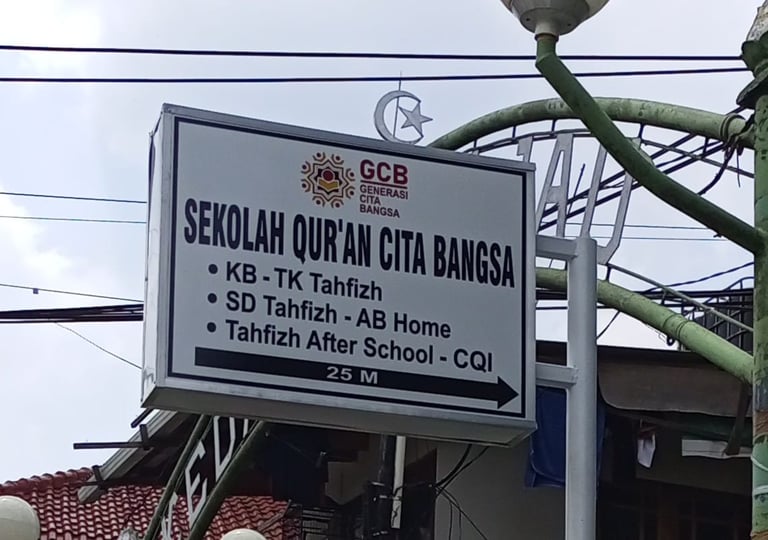 GCB
GENERASI
CITA
BANGSA
SEKOLAH QUR'AN CITA BANGSA
• KB - TK Tahfizh
• SD Tahfizh - AB Home
• Tahfizh After School - CQI
25 M